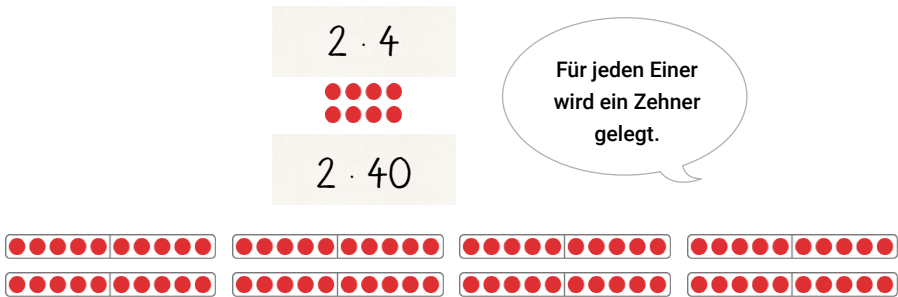 2 · 4
Für jeden Einer
wird ein Zehner
gelegt.
2 · 40